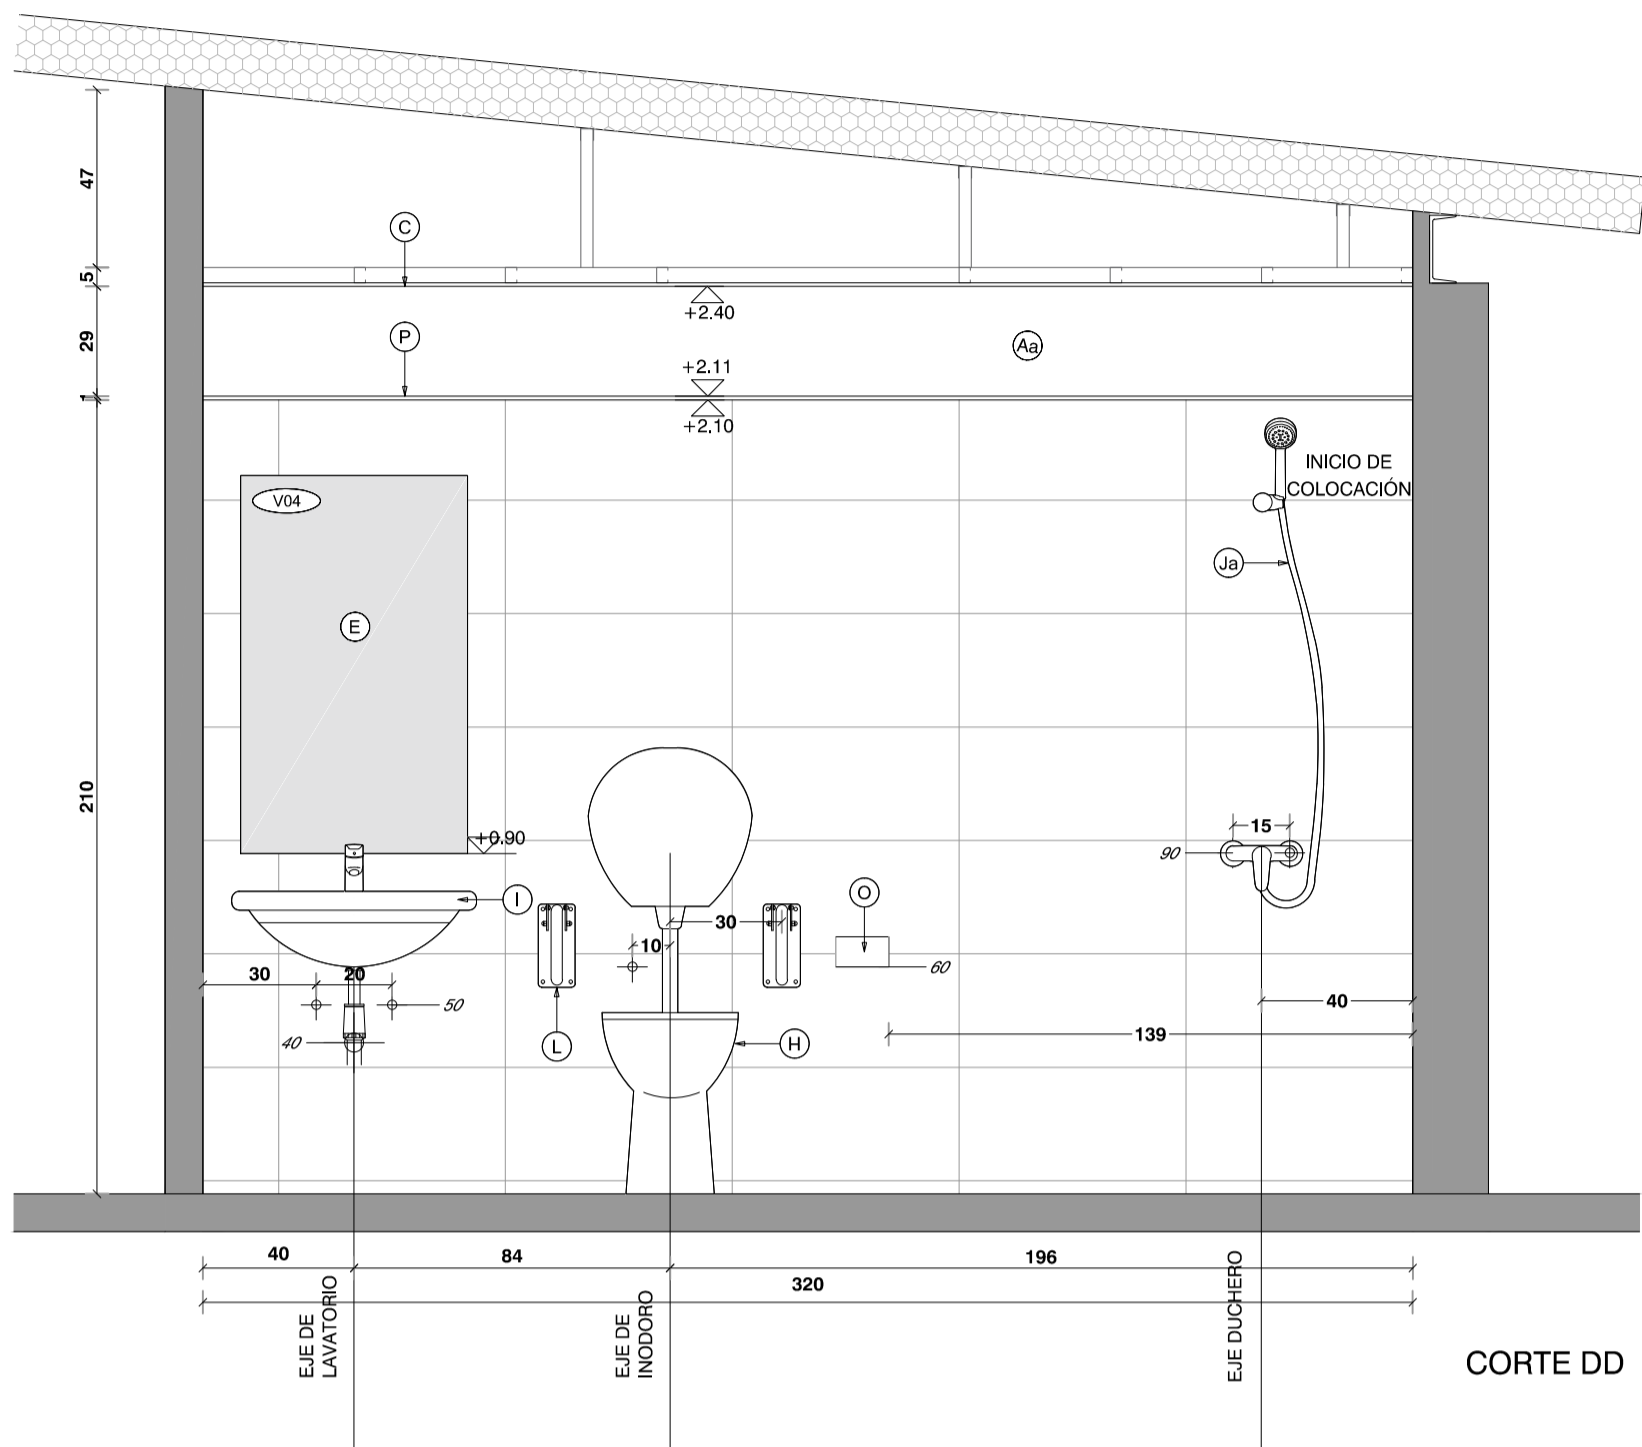 47
C
5
+2.40
29
P
Aa
+2.11
1
+2.10
INICIO DE
COLOCACIÓN
V04
Ja
E
210
+0.90
15
90
I
O
30
10
60
30
20
50
40
40
L
H
139
40
84
196
320
EJE DE
LAVATORIO
EJE DE
INODORO
EJE DUCHERO
CORTE DD